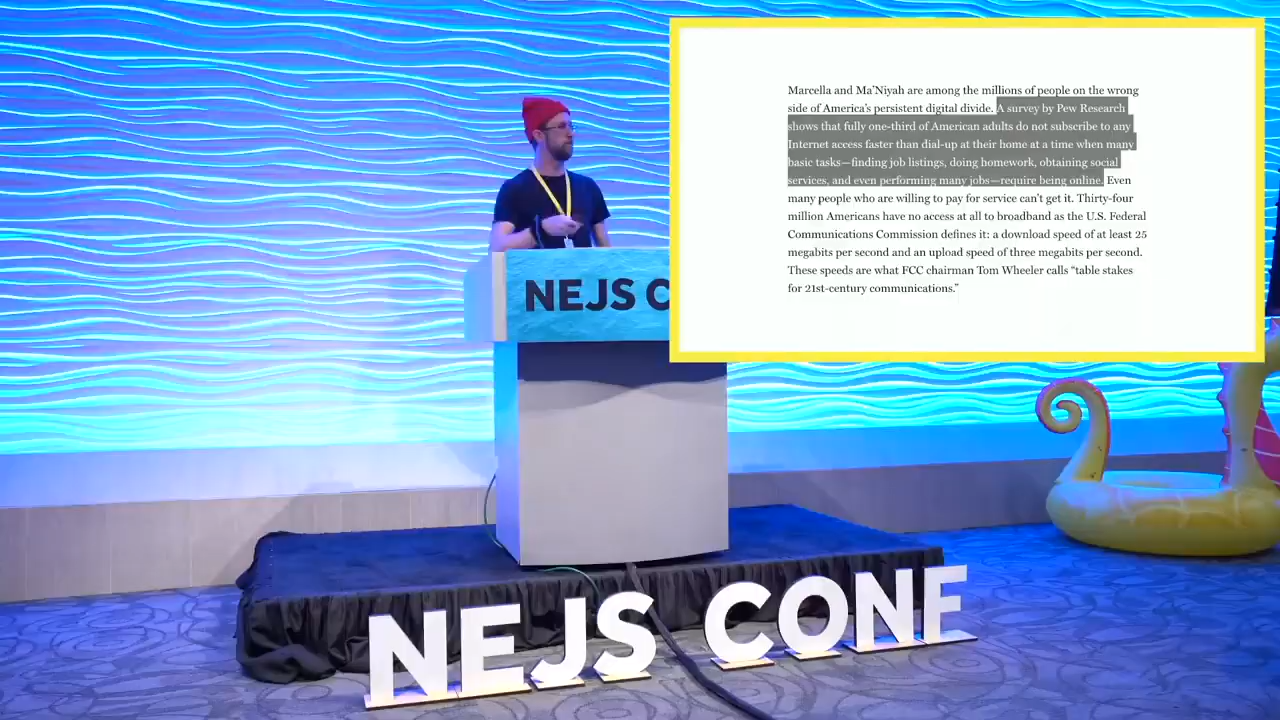 Marcella and Ma'Niyah are among the millions of people on the wrong
side of America's persistent digital divide. A survey by Pew Research
shows that fully one-third of American adults do not subscribe to any
Internet access faster than dial-up at their home at a time when many
basic tasks—finding job listings, doing homework, obtaining social
services, and even performing many jobs—require being online. Even
many people who are willing to pay for service can't get it. Thirty-four
million Americans have no access at all to broadband as the U.S. Federal
Communications Commission defines it: a download speed of at least 25
megabits per second and an upload speed of three megabits per second.
These speeds are what FCC chairman Tom Wheeler calls “table stakes
for 21st-century communications.”
NEJS C
NEJS CONF